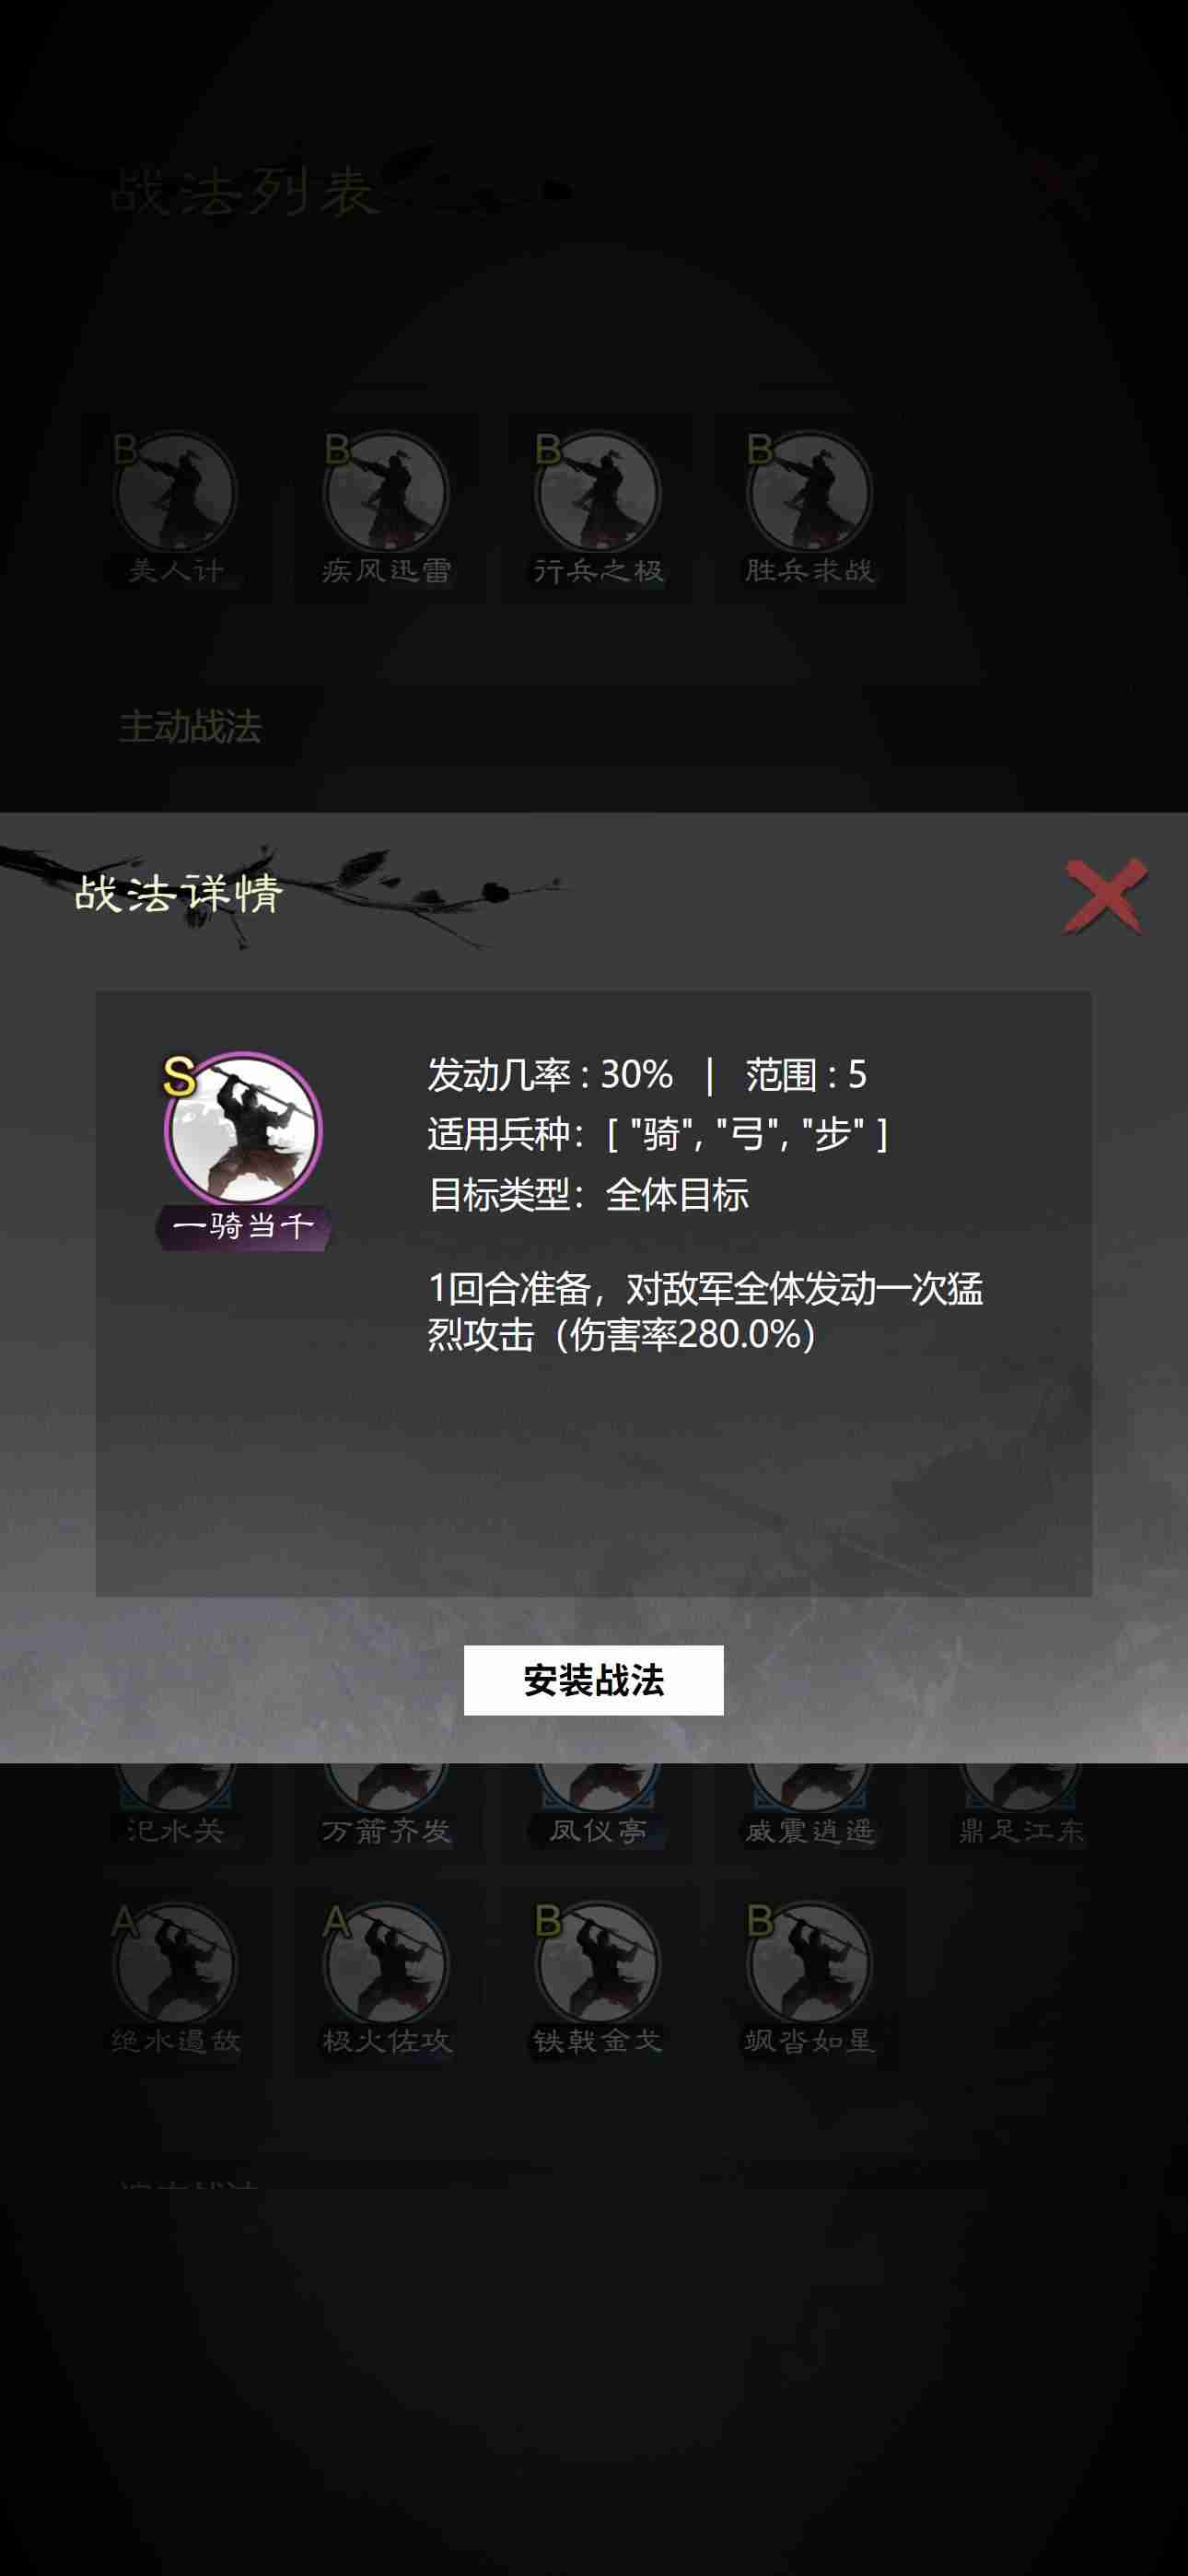 战法列表
B B B B
美人计 疾风迅雷 行兵之极 胜兵求战
主动战法
战法详情
S
一骑当千
发动几率 : 30% | 范围 : 5
适用兵种：[ "骑", "弓", "步" ]
目标类型：全体目标
1回合准备，对敌军全体发动一次猛
烈攻击（伤害率280.0%）
安装战法
汜水关 万箭齐发 凤仪亭 威震逍遥 鼎足江东
A A B B
绝水遏敌 极火佐攻 铁戟金戈 飒沓如星